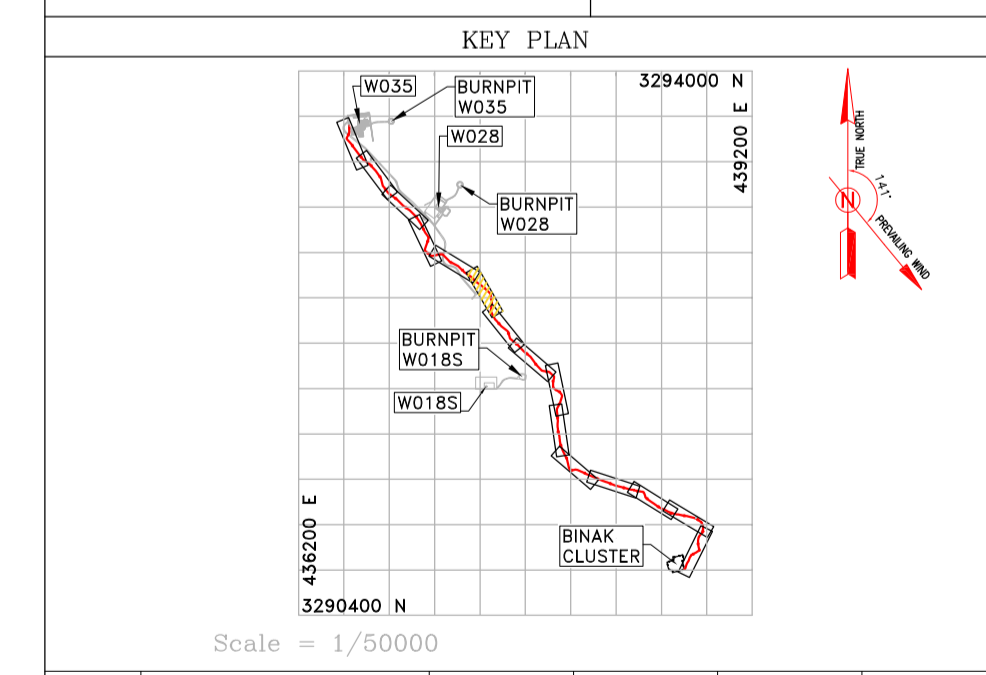 KEY PLAN
3294000 N
439200 E
W035
BURNPIT
W035
W028
BURNPIT
W028
BURNPIT
W018S
W018S
BINAK
CLUSTER
436200 E
3290400 N
TRUE NORTH
N
141°
PREVAILING WIND
Scale = 1/50000